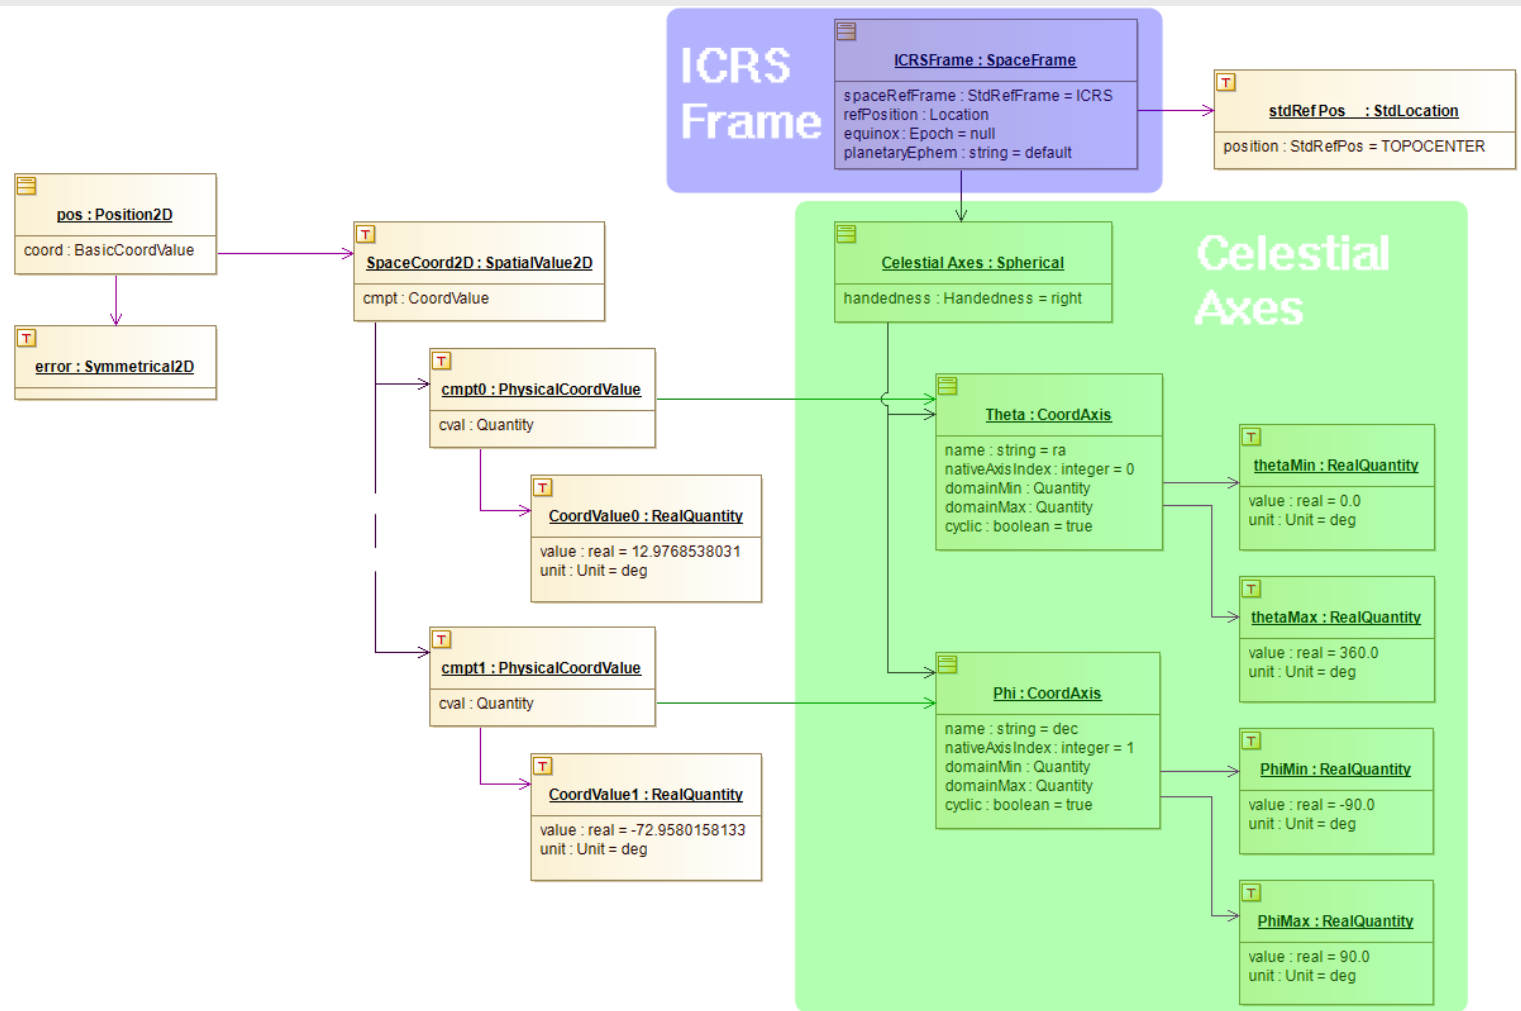 ICRS
Frame
ICRSFrame : SpaceFrame
spaceRefFrame : StdRefFrame = ICRS
refPosition : Location
equinox : Epoch = null
planetaryEphem : string = default
T
stdRefPos : StdLocation
position : StdRefPos = TOPOCENTER
pos : Position2D
coord : BasicCoordValue
T
error : Symmetrical2D
T
SpaceCoord2D : SpatialValue2D
cmpt : CoordValue
Celestial
Axes
Celestial Axes : Spherical
handedness : Handedness = right
T
cmpt0 : PhysicalCoordValue
cval : Quantity
T
CoordValue0 : RealQuantity
value : real = 12.9768538031
unit : Unit = deg
Theta : CoordAxis
name : string = ra
nativeAxisIndex : integer = 0
domainMin : Quantity
domainMax : Quantity
cyclic : boolean = true
T
thetaMin : RealQuantity
value : real = 0.0
unit : Unit = deg
T
thetaMax : RealQuantity
value : real = 360.0
unit : Unit = deg
T
cmpt1 : PhysicalCoordValue
cval : Quantity
T
CoordValue1 : RealQuantity
value : real = -72.9580158133
unit : Unit = deg
Phi : CoordAxis
name : string = dec
nativeAxisIndex : integer = 1
domainMin : Quantity
domainMax : Quantity
cyclic : boolean = true
T
PhiMin : RealQuantity
value : real = -90.0
unit : Unit = deg
T
PhiMax : RealQuantity
value : real = 90.0
unit : Unit = deg